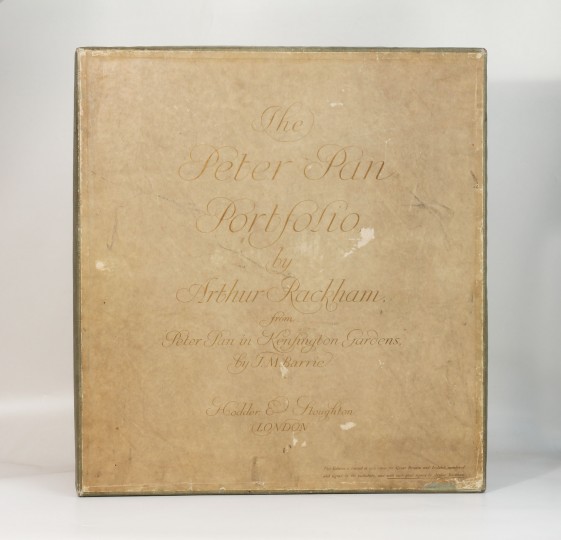 The
Peter Pan
Portfolio
by
Arthur Rackham.
from
Peter Pan in Kensington Gardens.
by J.M.Barrie
Hodder & Stoughton
LONDON